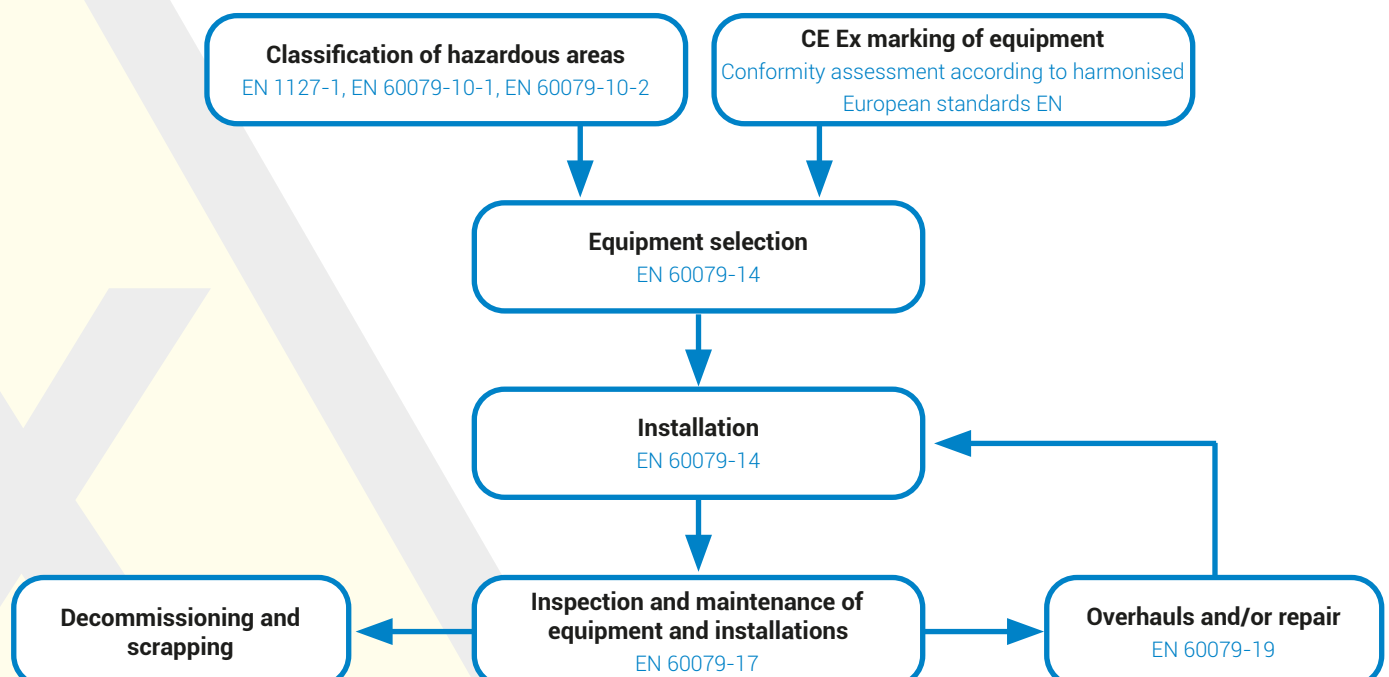 Classification of hazardous areas
EN 1127-1, EN 60079-10-1, EN 60079-10-2
CE Ex marking of equipment
Conformity assessment according to harmonised
European standards EN
Equipment selection
EN 60079-14
Installation
EN 60079-14
Decommissioning and
scrapping
Inspection and maintenance of
equipment and installations
EN 60079-17
Overhauls and/or repair
EN 60079-19